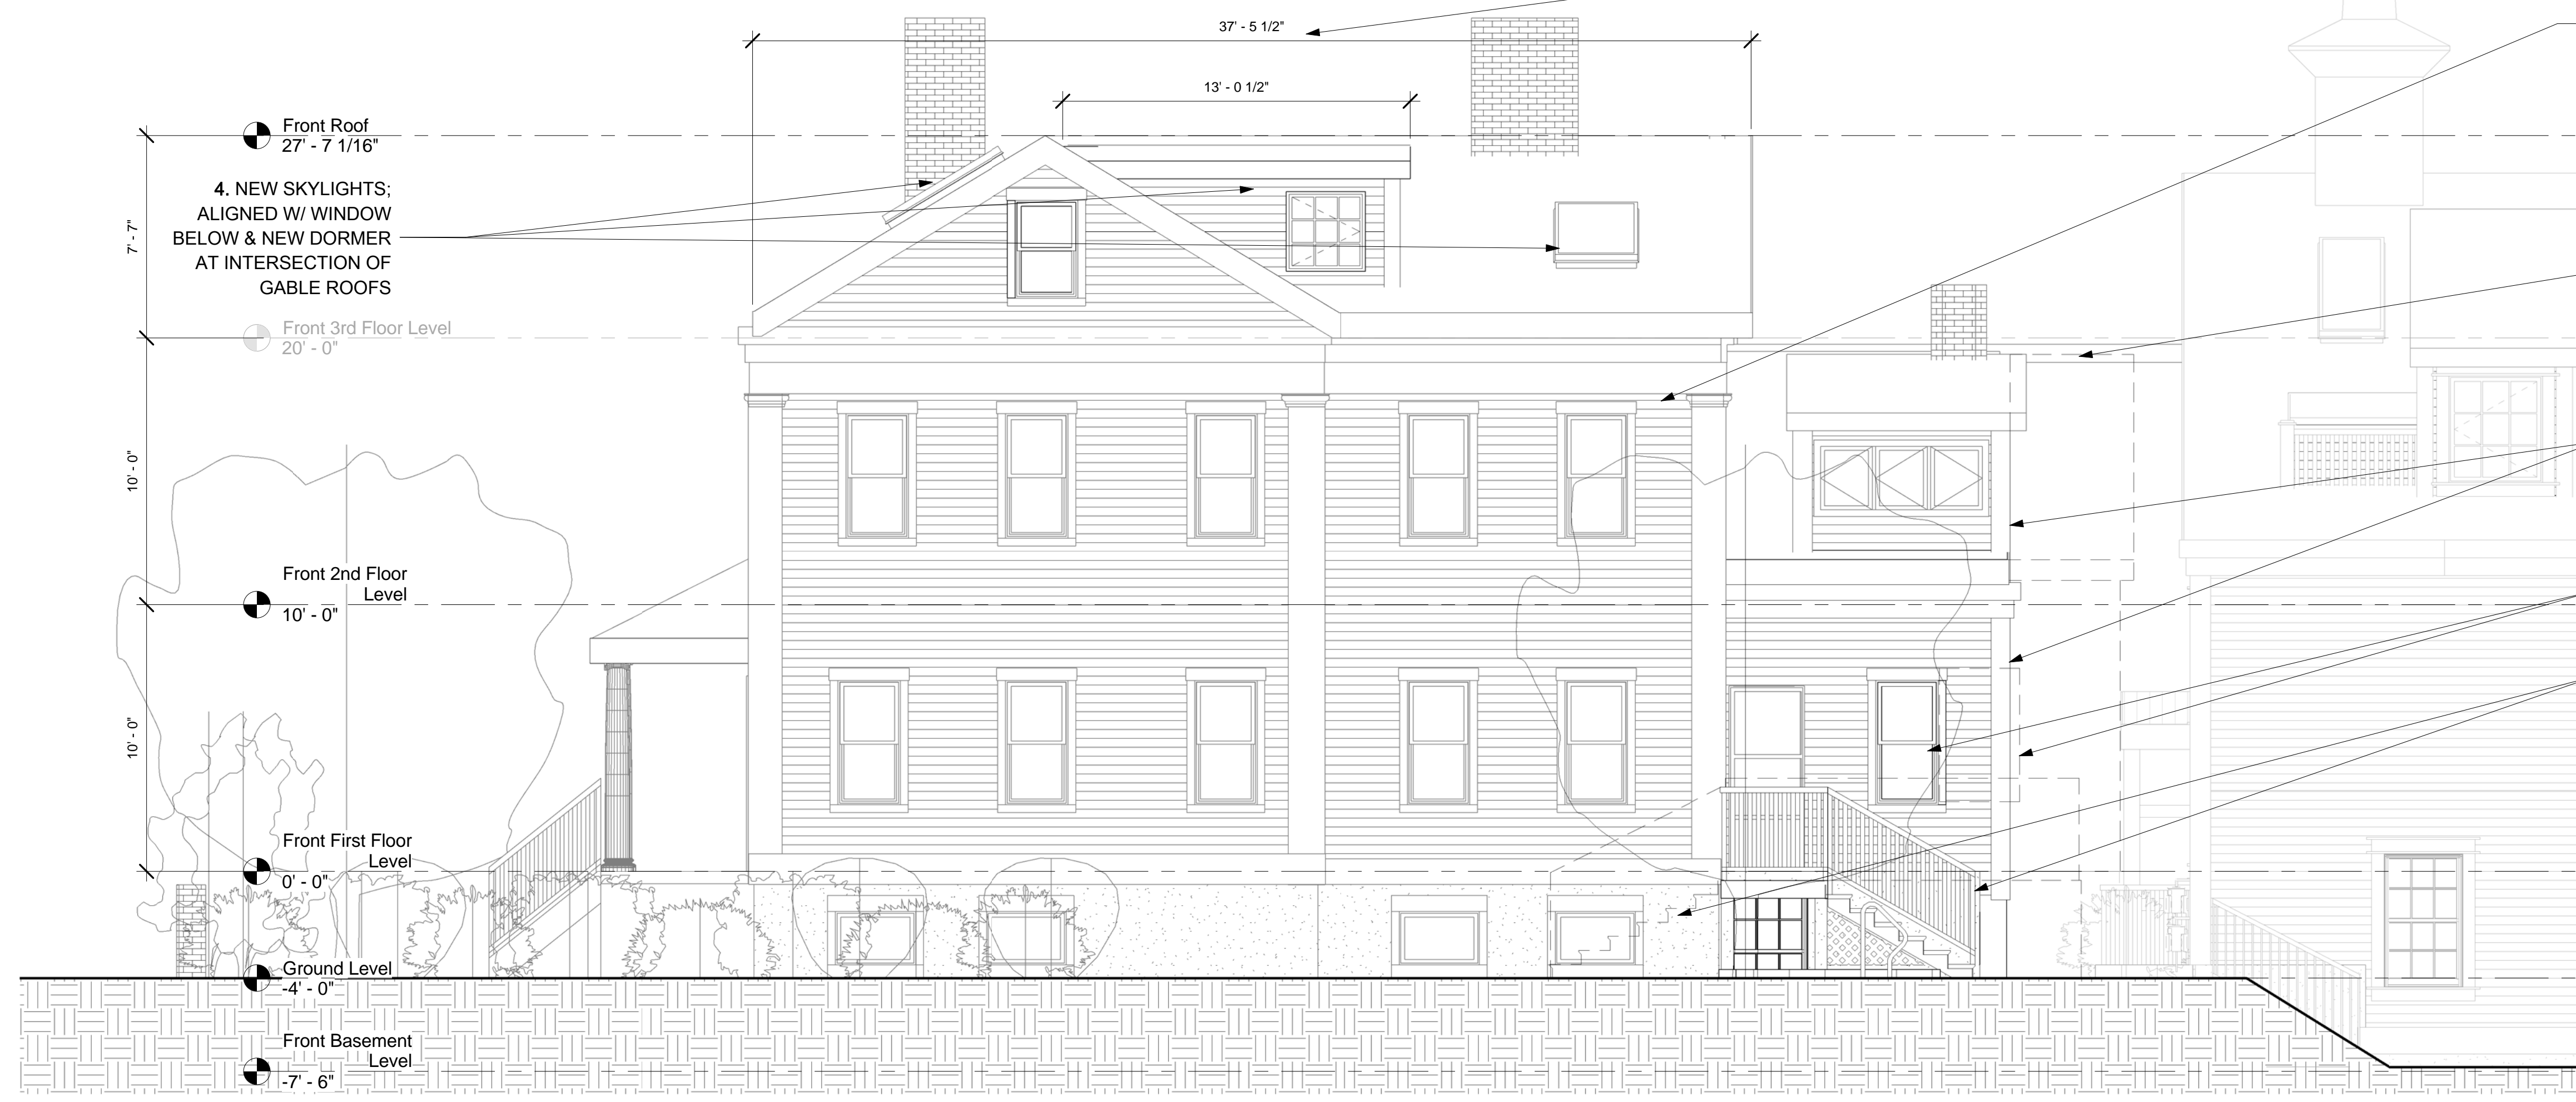 37' - 5 1/2"
13' - 0 1/2"
Front Roof
27' - 7 1/16"
4. NEW SKYLIGHTS;
ALIGNED W/ WINDOW
BELOW & NEW DORMER
AT INTERSECTION OF
GABLE ROOFS
7' - 7"
Front 3rd Floor Level
20' - 0"
10' - 0"
Front 2nd Floor
Level
10' - 0"
10' - 0"
Front First Floor
Level
0' - 0"
Ground Level
-4' - 0"
Front Basement
Level
-7' - 6"